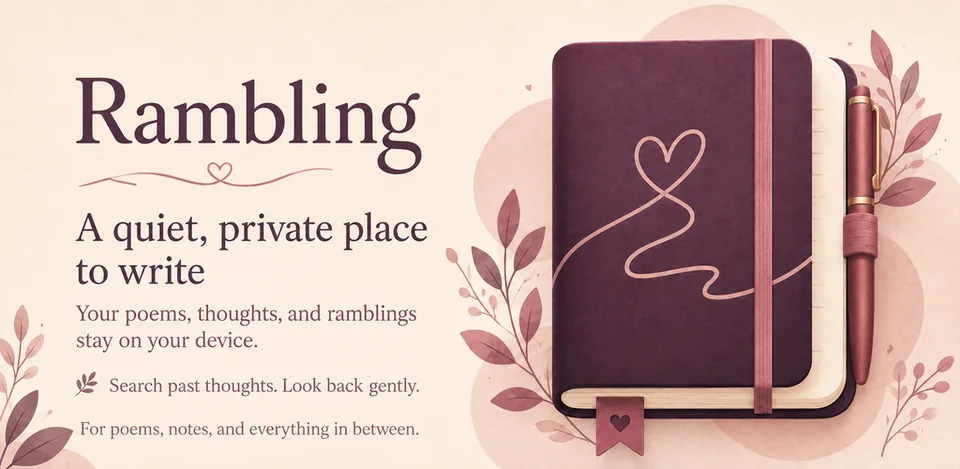 Rambling
A quiet, private place
to write
Your poems, thoughts, and ramblings
stay on your device.
Search past thoughts. Look back gently.
For poems, notes, and everything in between.